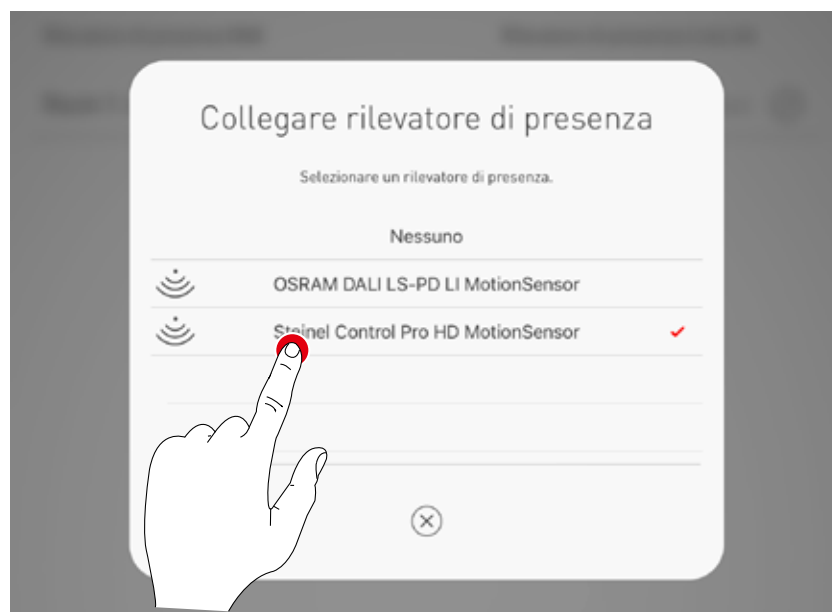 Collegare rilevatore di presenza
Selezionare un rilevatore di presenza.
Nessuno
OSRAM DALI LS-PD LI MotionSensor
Steinel Control Pro HD MotionSensor